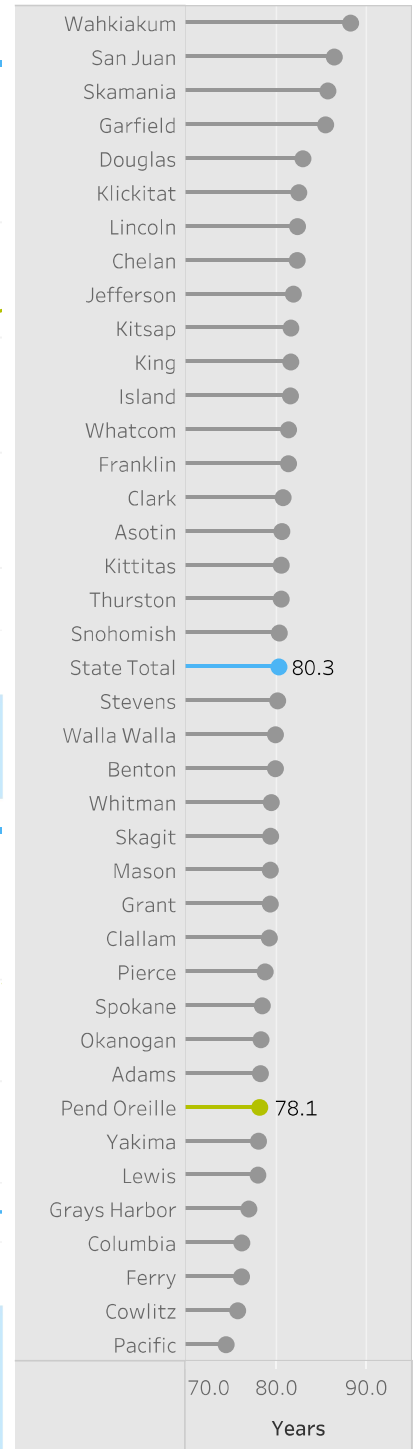 Wahkiakum
San Juan
Skamania
Garfield
Douglas
Klickitat
Lincoln
Chelan
Jefferson
Kitsap
King
Island
Whatcom
Franklin
Clark
Asotin
Kittitas
Thurston
Snohomish
State Total 80.3
Stevens
Walla Walla
Benton
Whitman
Skagit
Mason
Grant
Clallam
Pierce
Spokane
Okanogan
Adams
Pend Oreille 78.1
Yakima
Lewis
Grays Harbor
Columbia
Ferry
Cowlitz
Pacific
70.0 80.0 90.0
Years